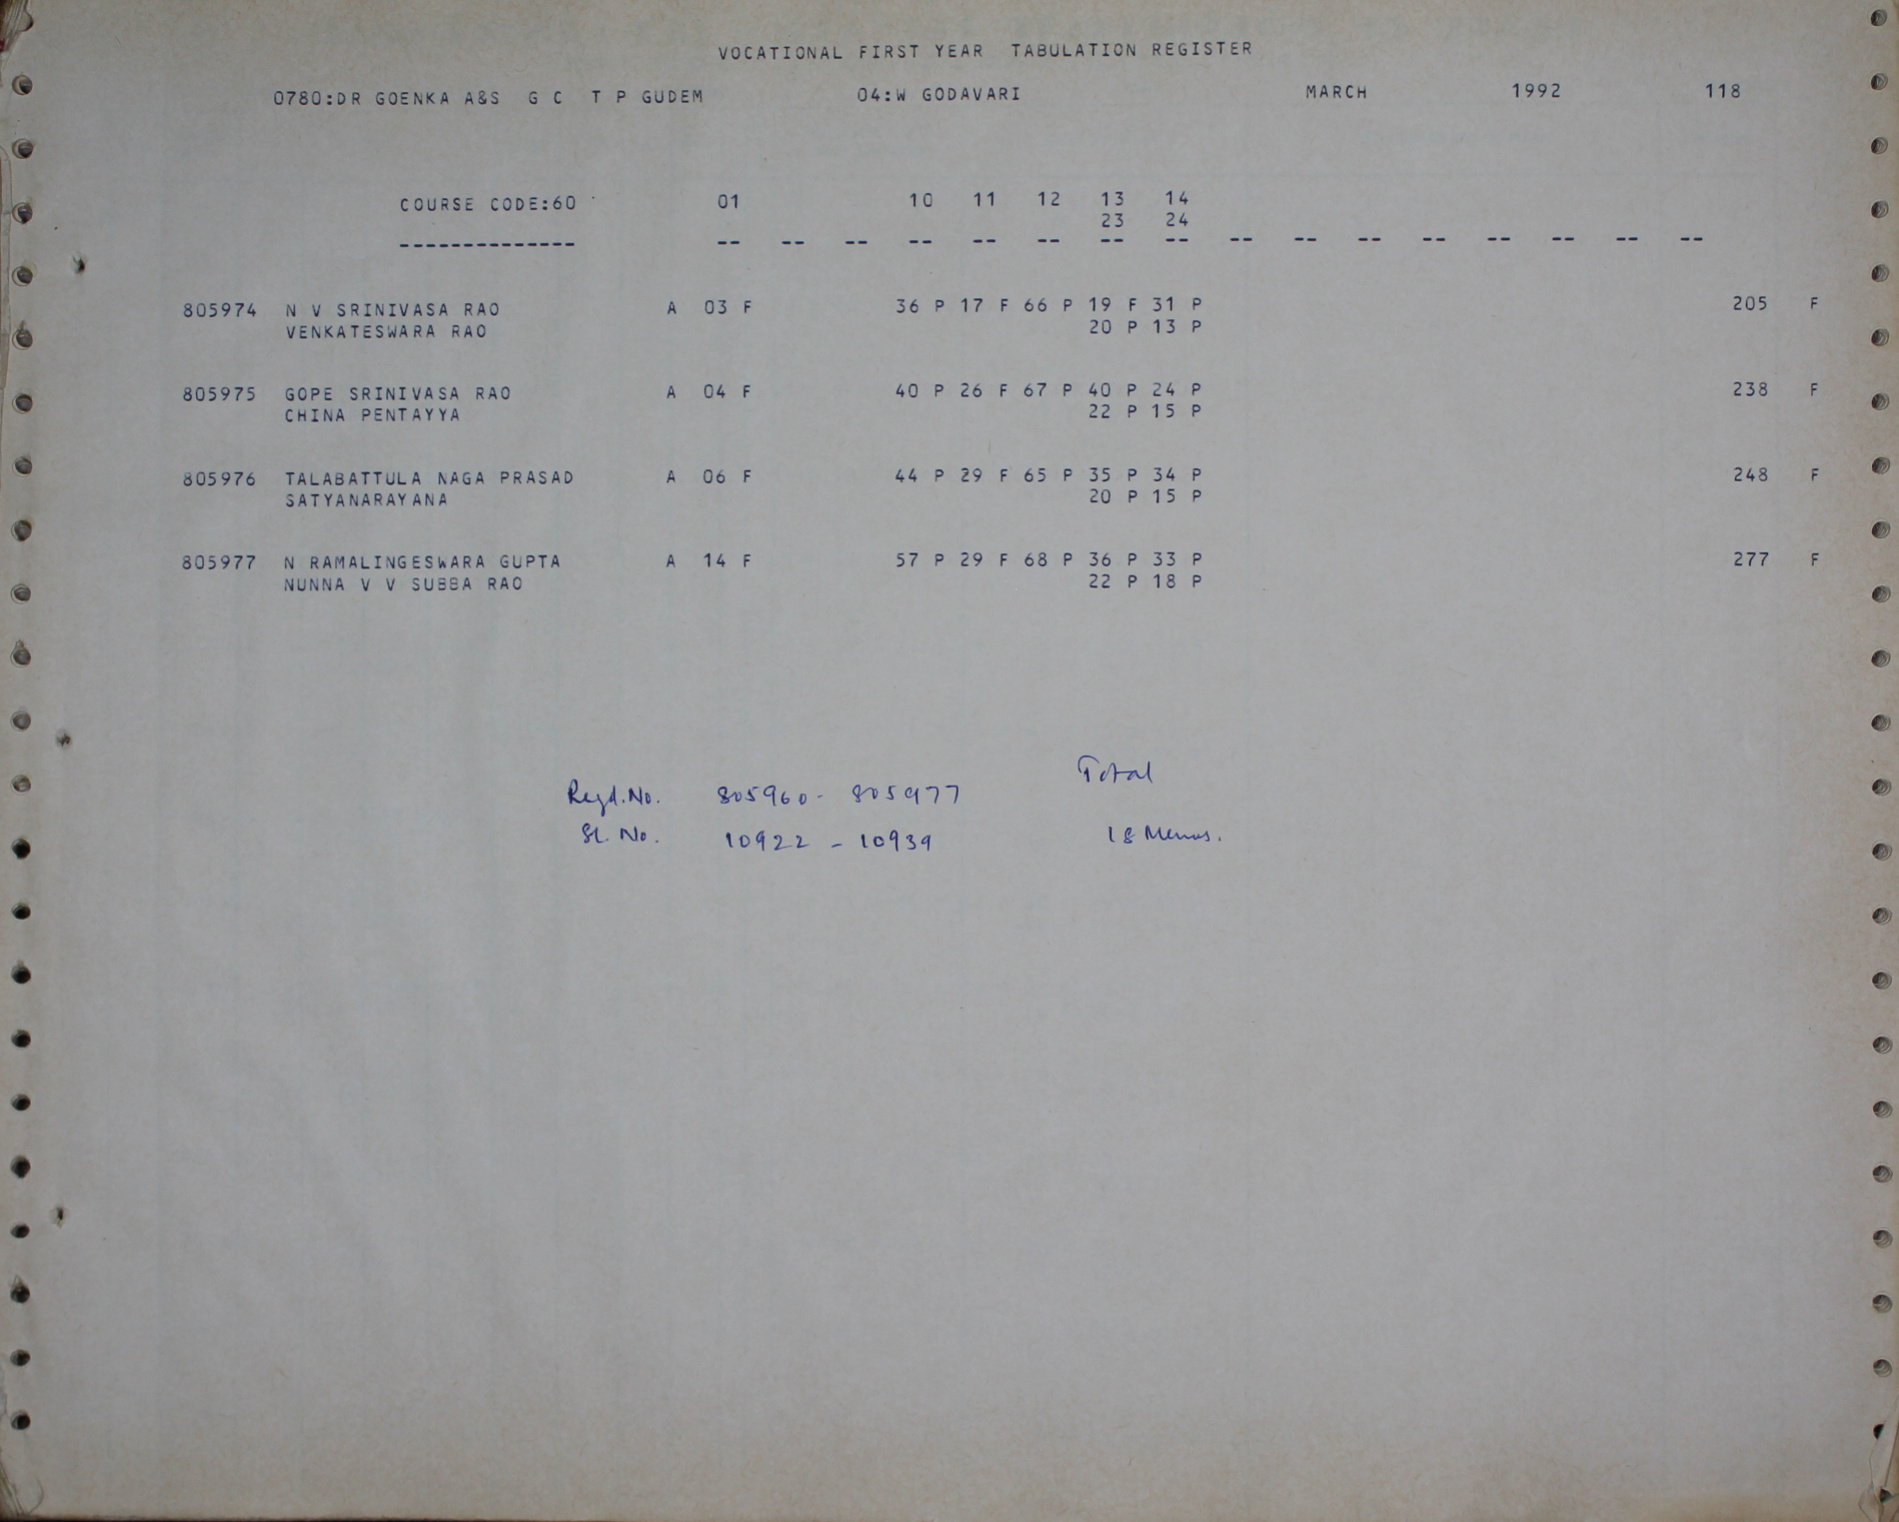 VOCATIONAL FIRST YEAR TABULATION REGISTER
0780:DR GOENKA A&S G C T P GUDEM 04:W GODAVARI MARCH 1992 118
COURSE CODE:60 01 10 11 12 13 14
23 24
-------------- -- -- -- -- -- -- -- -- -- -- -- -- -- -- -- --
805974 N V SRINIVASA RAO A 03 F 36 P 17 F 66 P 19 F 31 P 205 F
VENKATESWARA RAO 20 P 13 P
805975 GOPE SRINIVASA RAO A 04 F 40 P 26 F 67 P 40 P 24 P 238 F
CHINA PENTAYYA 22 P 15 P
805976 TALABATTULA NAGA PRASAD A 06 F 44 P 29 F 65 P 35 P 34 P 248 F
SATYANARAYANA 20 P 15 P
805977 N RAMALINGESWARA GUPTA A 14 F 57 P 29 F 68 P 36 P 33 P 277 F
NUNNA V V SUBBA RAO 22 P 18 P
Total
Regd.No. 805960- 805977
Sl. No. 10922 - 10939 18 Memos.